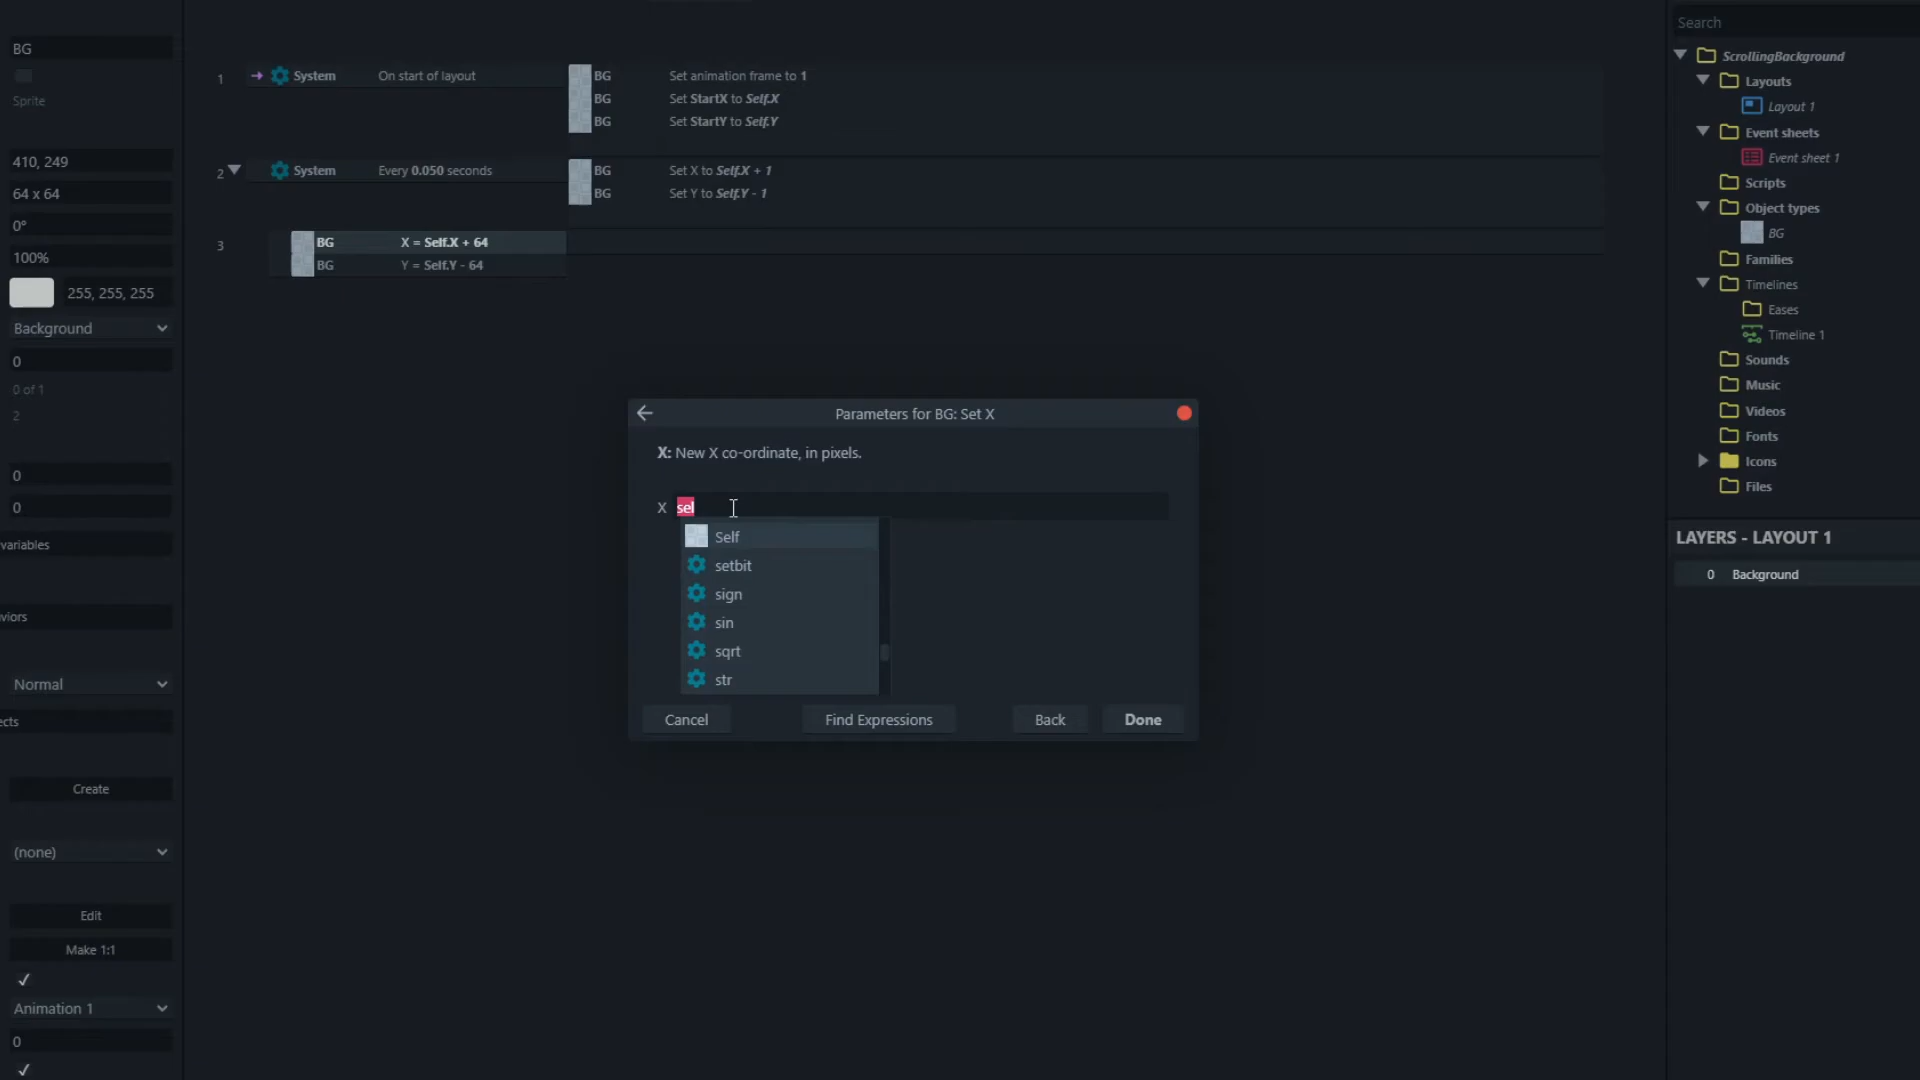 BG
Sprite
410, 249
64 x 64
0°
100%
255, 255, 255
Background
0
0 of 1
2
0
0
variables
viors
Normal
ects
Create
(none)
Edit
Make 1:1
Animation 1
0
1 System On start of layout BG Set animation frame to 1
BG Set StartX to Self.X
BG Set StartY to Self.Y
2 System Every 0.050 seconds BG Set X to Self.X + 1
BG Set Y to Self.Y - 1
3 BG X = Self.X + 64
BG Y = Self.Y - 64
Parameters for BG: Set X
X: New X co-ordinate, in pixels.
X sel
Self
setbit
sign
sin
sqrt
str
Cancel Find Expressions Back Done
Search
ScrollingBackground
Layouts
Layout 1
Event sheets
Event sheet 1
Scripts
Object types
BG
Families
Timelines
Eases
Timeline 1
Sounds
Music
Videos
Fonts
Icons
Files
LAYERS - LAYOUT 1
0 Background